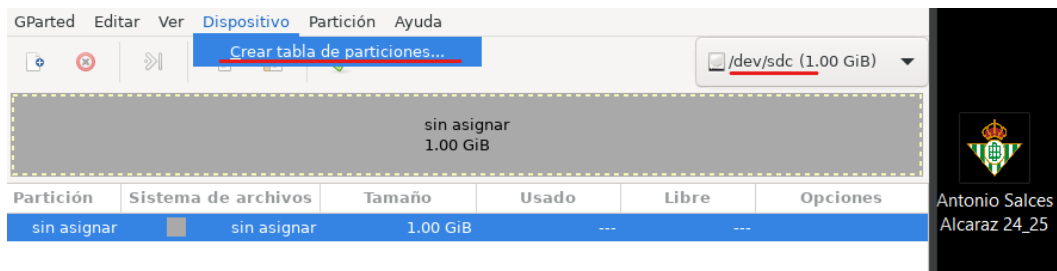 GParted Editar Ver Dispositivo Partición Ayuda
Crear tabla de particiones...
/dev/sdc (1.00 GiB)
sin asignar
1.00 GiB
Partición Sistema de archivos Tamaño Usado Libre Opciones
sin asignar sin asignar 1.00 GiB --- ---
Antonio Salces
Alcaraz 24_25